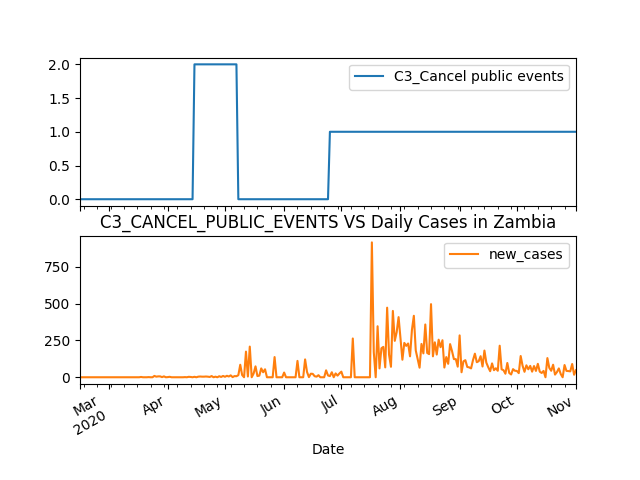 2.0
1.5
1.0
0.5
0.0
C3_Cancel public events
C3_CANCEL_PUBLIC_EVENTS VS Daily Cases in Zambia
750
500
250
0
new_cases
Mar
2020
Apr
May
Jun
Jul
Aug
Sep
Oct
Nov
Date